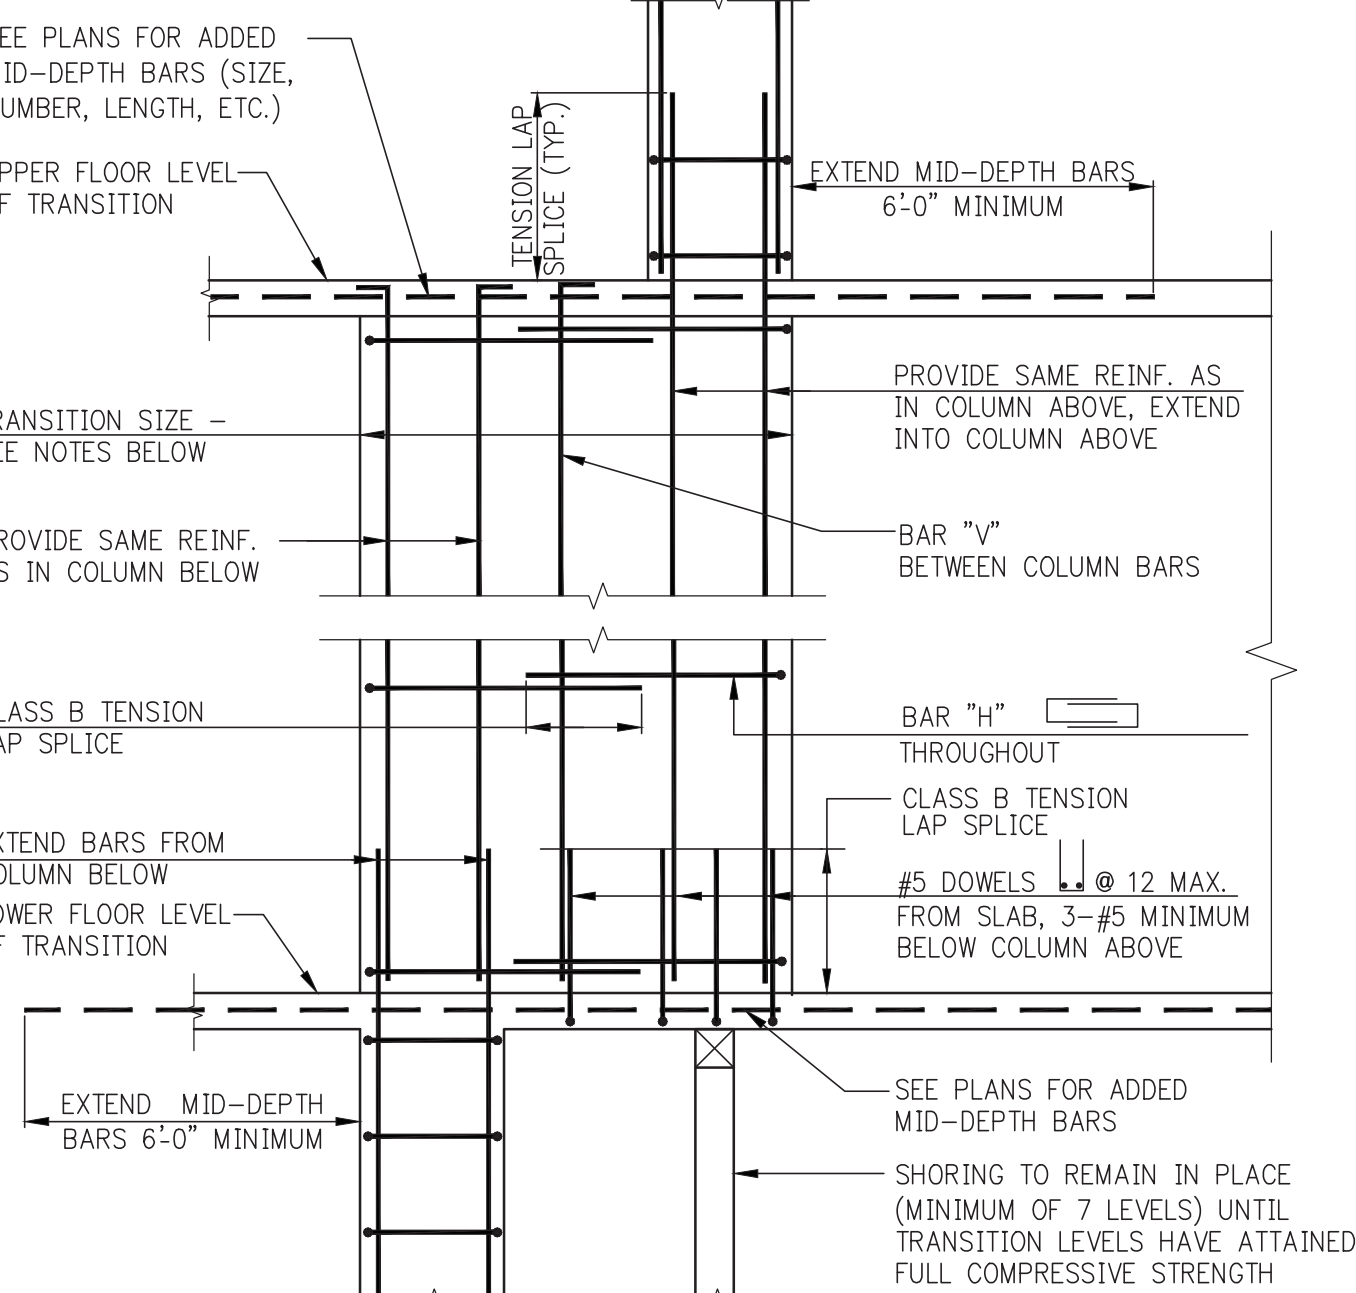 EE PLANS FOR ADDED
ID–DEPTH BARS (SIZE,
UMBER, LENGTH, ETC.)
PPER FLOOR LEVEL
F TRANSITION
TENSION LAP
SPLICE (TYP.)
EXTEND MID–DEPTH BARS
6'-0" MINIMUM
PROVIDE SAME REINF. AS
IN COLUMN ABOVE, EXTEND
INTO COLUMN ABOVE
RANSITION SIZE –
EE NOTES BELOW
ROVIDE SAME REINF.
S IN COLUMN BELOW
BAR "V"
BETWEEN COLUMN BARS
LASS B TENSION
AP SPLICE
BAR "H"
THROUGHOUT
CLASS B TENSION
LAP SPLICE
XTEND BARS FROM
OLUMN BELOW
#5 DOWELS @ 12 MAX.
FROM SLAB, 3–#5 MINIMUM
BELOW COLUMN ABOVE
OWER FLOOR LEVEL
F TRANSITION
EXTEND MID–DEPTH
BARS 6'-0" MINIMUM
SEE PLANS FOR ADDED
MID–DEPTH BARS
SHORING TO REMAIN IN PLACE
(MINIMUM OF 7 LEVELS) UNTIL
TRANSITION LEVELS HAVE ATTAINED
FULL COMPRESSIVE STRENGTH